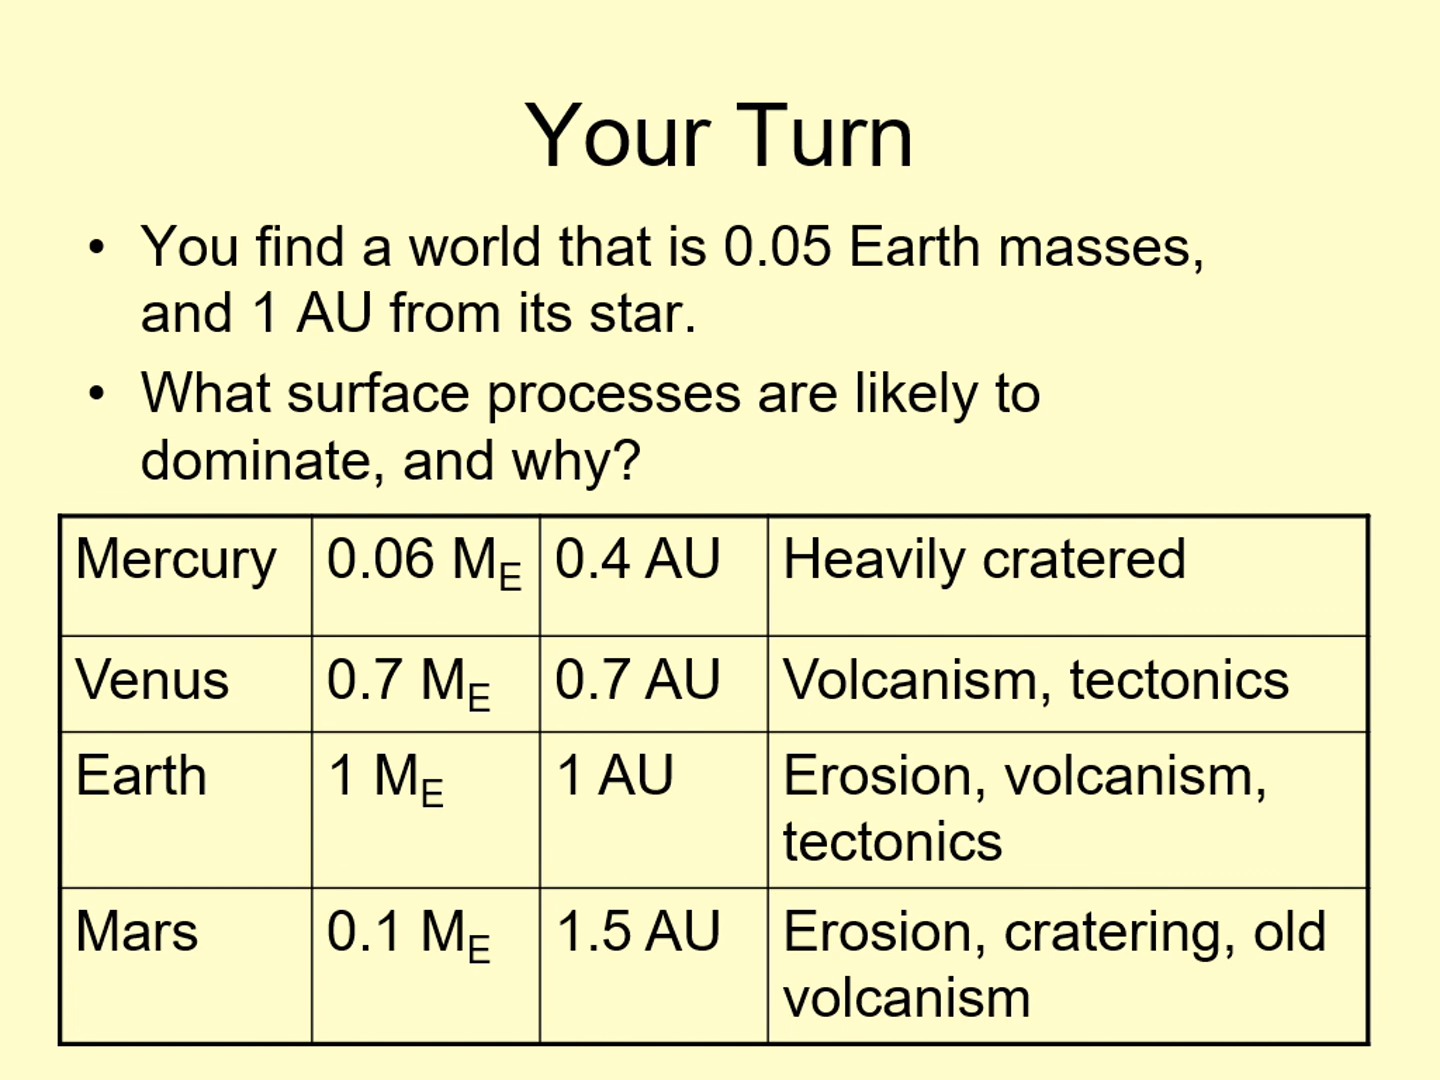 Your Turn
• You find a world that is 0.05 Earth masses,
and 1 AU from its star.
• What surface processes are likely to
dominate, and why?
Mercury 0.06 ME 0.4 AU Heavily cratered
Venus 0.7 ME 0.7 AU Volcanism, tectonics
Earth 1 ME 1 AU Erosion, volcanism,
tectonics
Mars 0.1 ME 1.5 AU Erosion, cratering, old
volcanism